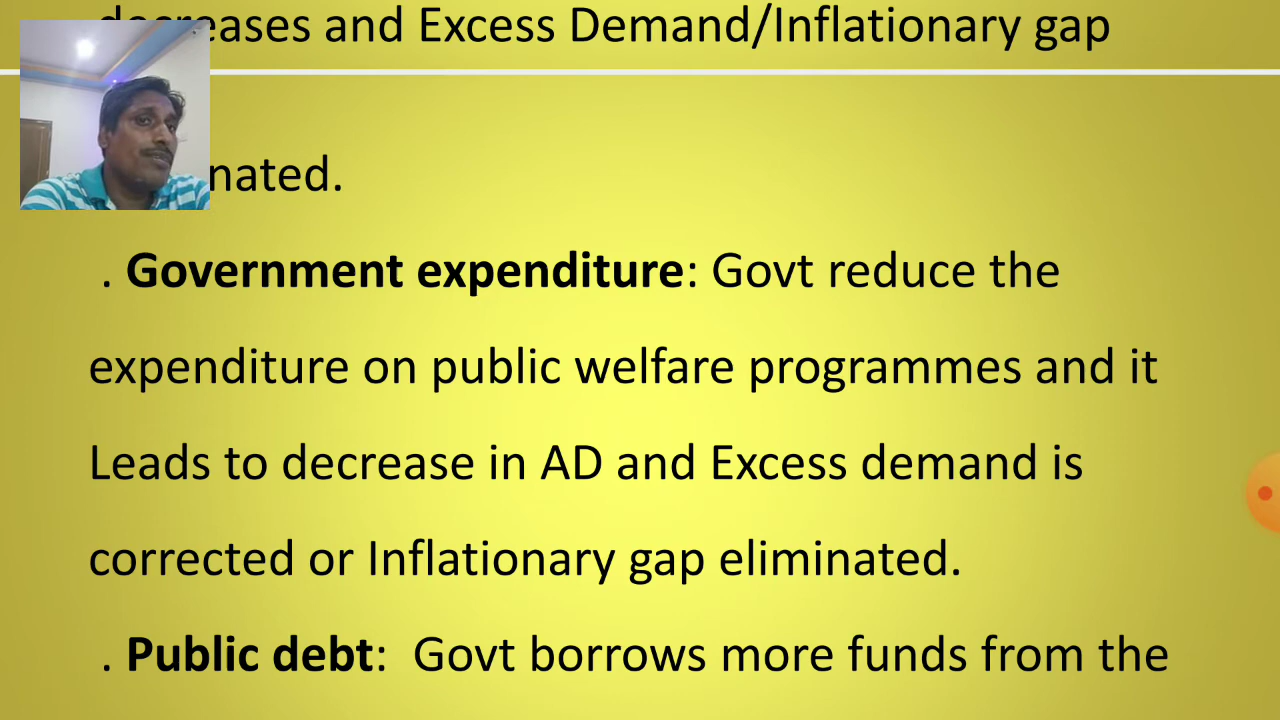 decreases and Excess Demand/Inflationary gap
nated.
. Government expenditure: Govt reduce the
expenditure on public welfare programmes and it
Leads to decrease in AD and Excess demand is
corrected or Inflationary gap eliminated.
. Public debt: Govt borrows more funds from the